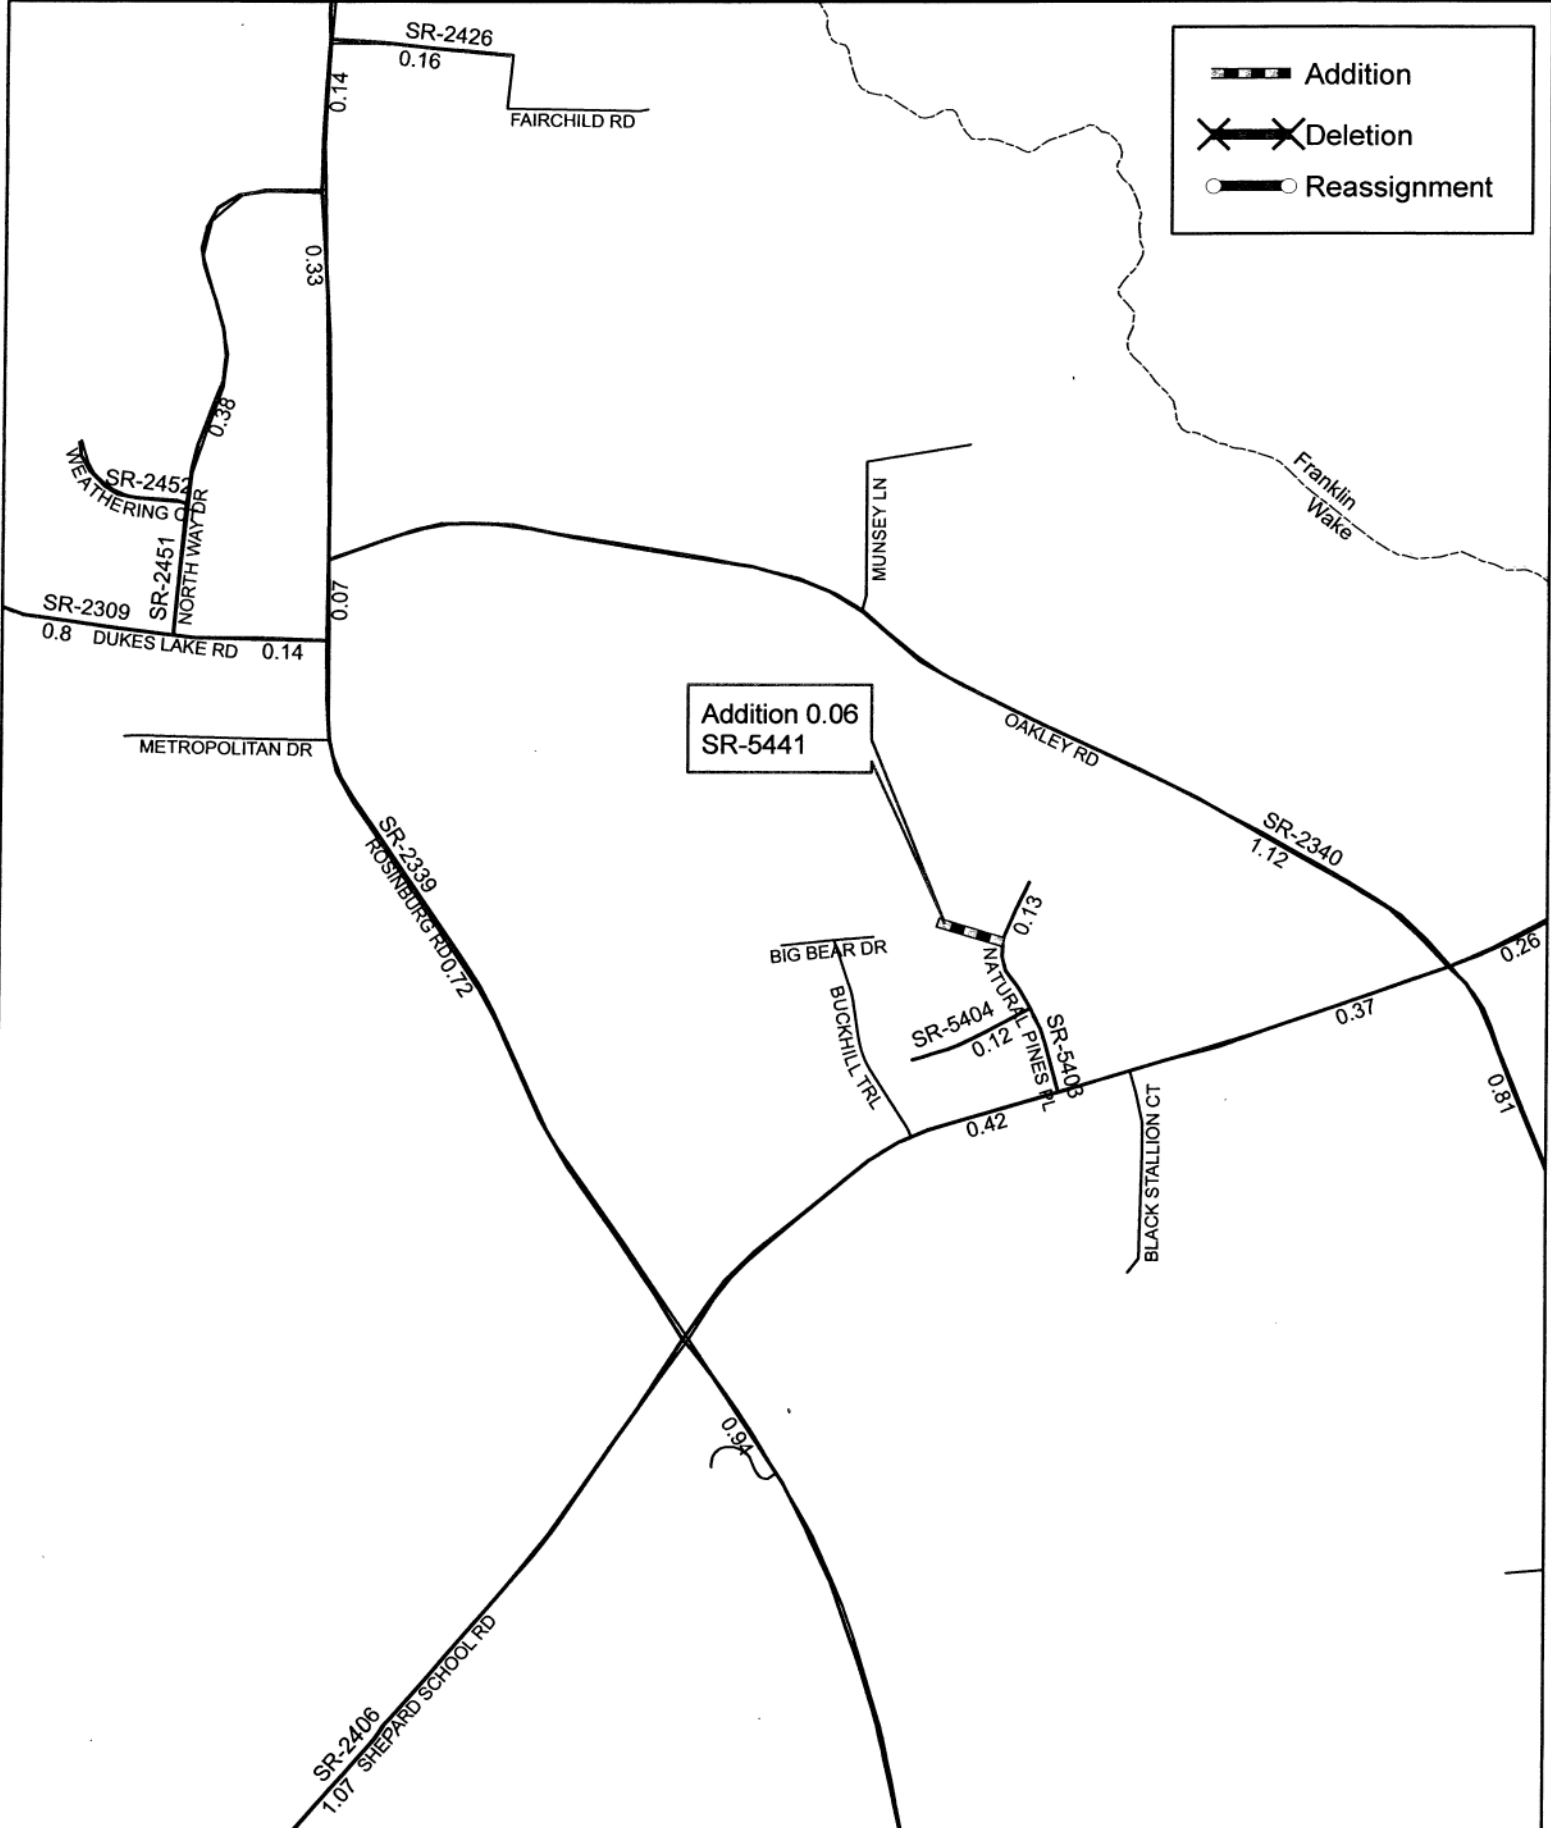 SR-2426
0.16
0.14
FAIRCHILD RD
Addition
Deletion
Reassignment
0.33
0.38
SR-2452
WEATHERING CT
NORTH WAY DR
SR-2451
SR-2309
0.8
DUKES LAKE RD
0.14
0.07
METROPOLITAN DR
MUNSEY LN
Franklin
Wake
Addition 0.06
SR-5441
OAKLEY RD
SR-2340
1.12
SR-2339
ROSINBURG RD
0.72
0.13
BIG BEAR DR
BUCKHILL TRL
NATURAL PINES PL
SR-5404
0.12
SR-5403
0.26
0.37
0.81
0.42
BLACK STALLION CT
0.94
SR-2406
1.07
SHEPARD SCHOOL RD